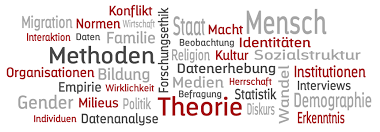 Konflikt
Migration Normen Wirtschaft
Interaktion Daten Familie
Methoden
Organisationen Bildung
Empirie Wirklichkeit
Gender Milieus Politik
Individuen Datenanalyse
Forschungsethik
Staat Macht Mensch
Beobachtung Identitäten
Religion Kultur Sozialstruktur
Datenerhebung
Medien Herrschaft
Befragung Statistik
Theorie Diskurs
Wandel
Institutionen
Interviews
Demographie
Erkenntnis